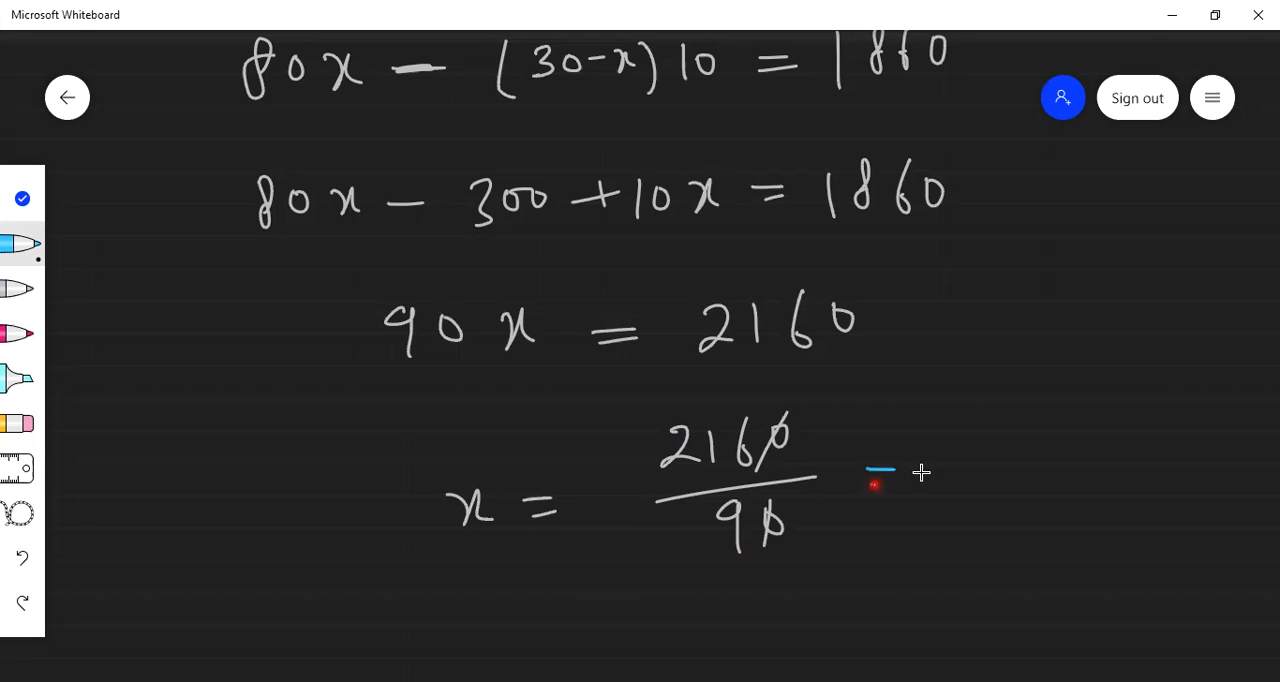 Microsoft Whiteboard
80x - (30-x)10 = 1860
Sign out
80x - 300 + 10x = 1860
90x = 2160
x = 2160/90 =